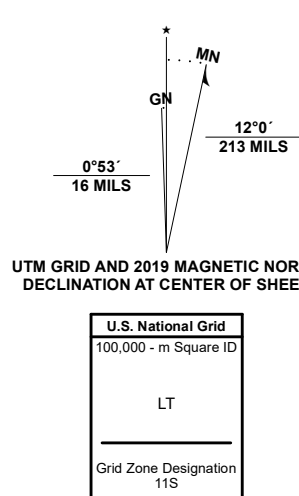 ★
MN
GN
12°0´
213 MILS
0°53´
16 MILS
UTM GRID AND 2019 MAGNETIC NOR
DECLINATION AT CENTER OF SHEE
U.S. National Grid
100,000 - m Square ID
LT
Grid Zone Designation
11S